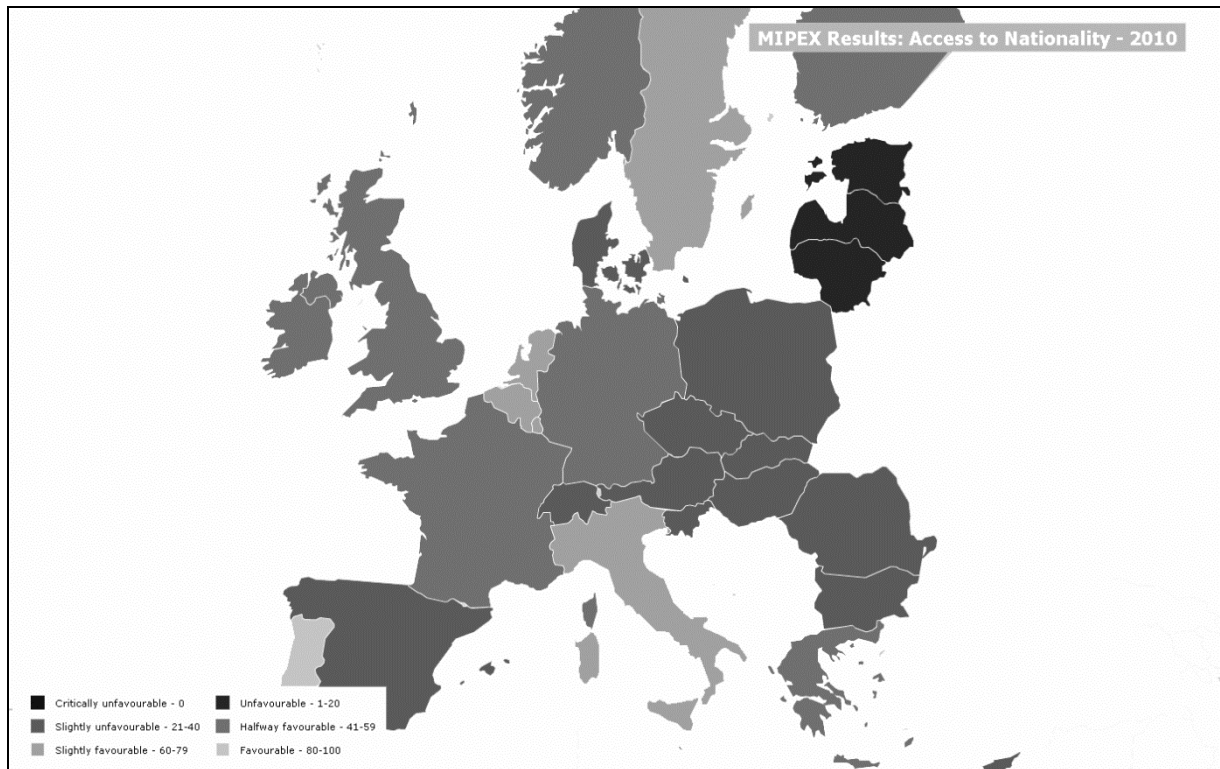 MIPEX Results: Access to Nationality - 2010
Critically unfavourable - 0
Unfavourable - 1-20
Slightly unfavourable - 21-40
Halfway favourable - 41-59
Slightly favourable - 60-79
Favourable - 80-100